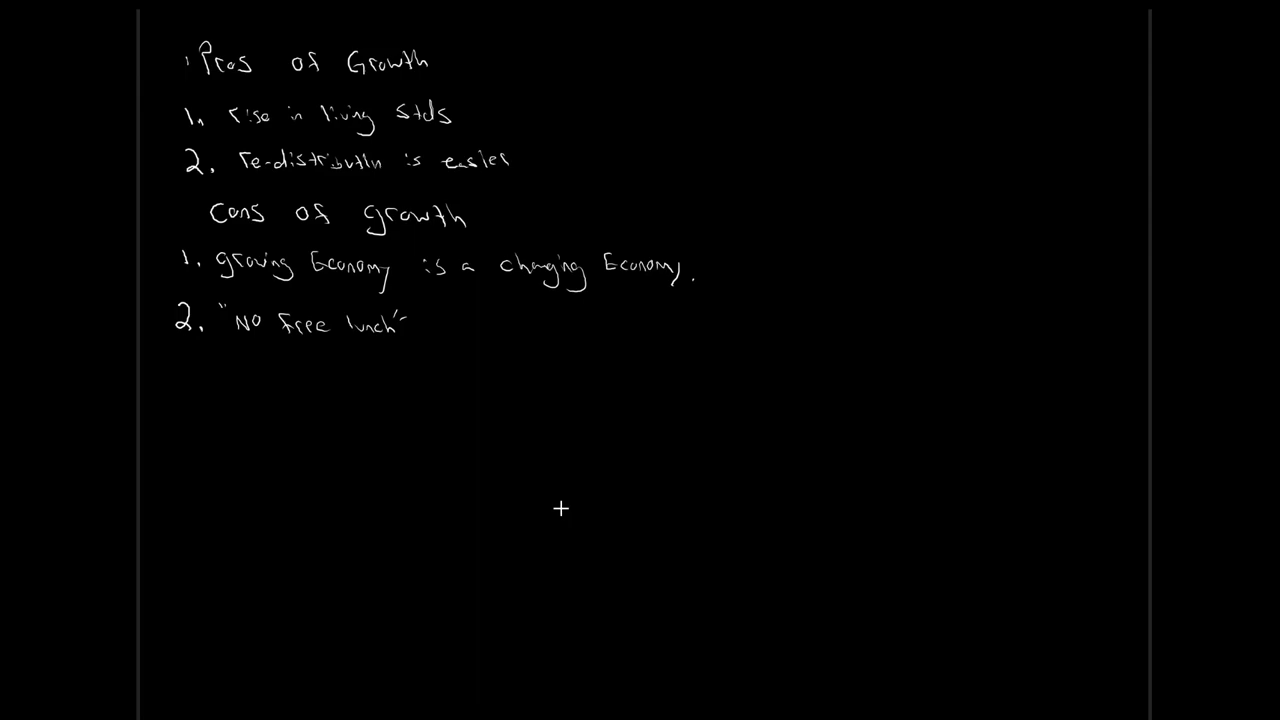 Pros of Growth
1. rise in living stds
2. re-distributn is easier
Cons of growth
1. growing Economy is a changing Economy.
2. "No free lunch"